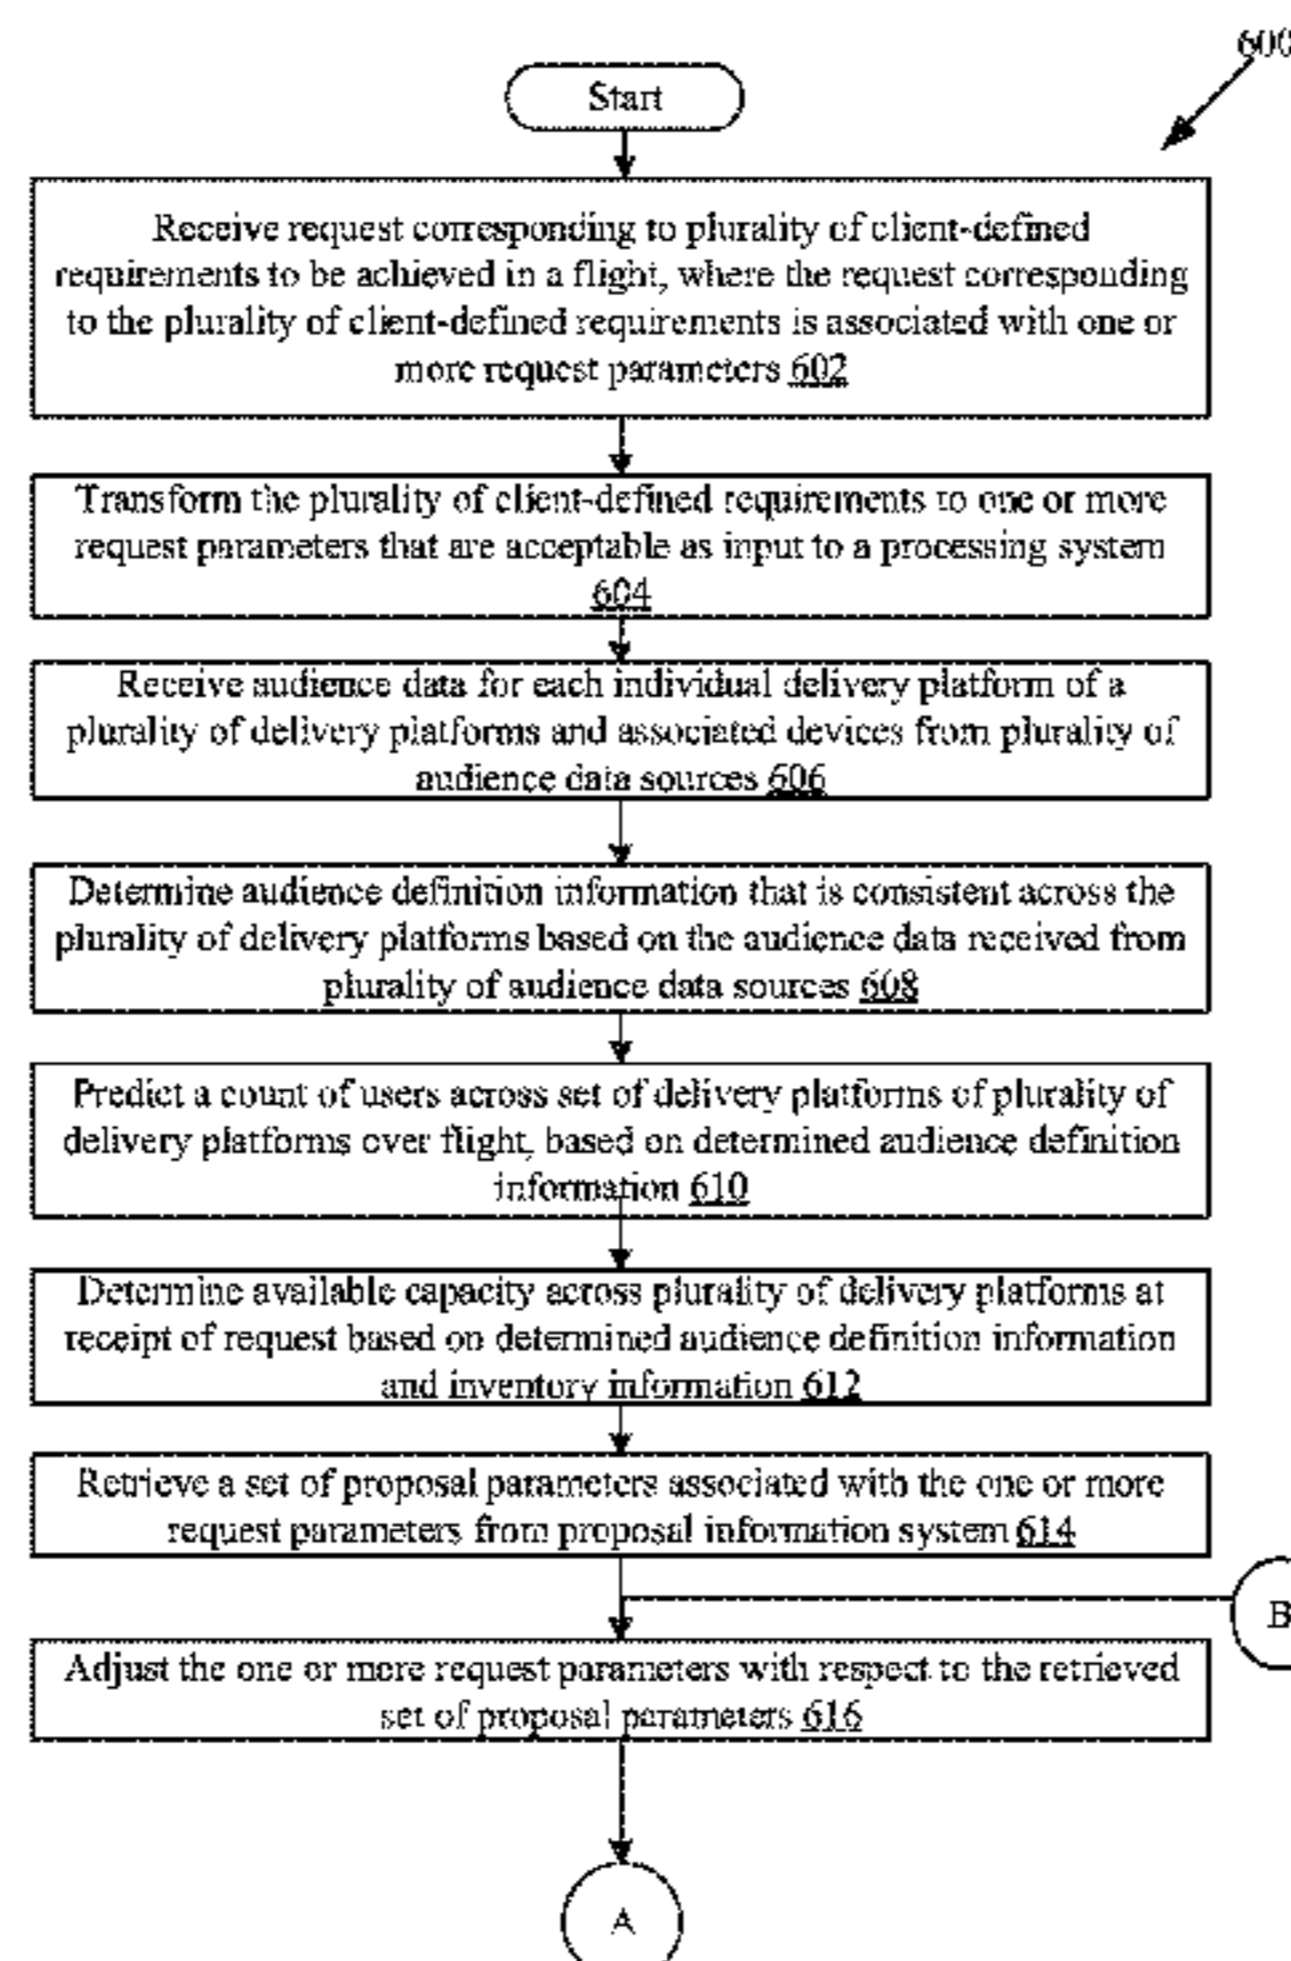 600
Start
Receive request corresponding to plurality of client-defined
requirements to be achieved in a flight, where the request corresponding
to the plurality of client-defined requirements is associated with one or
more request parameters 602
Transform the plurality of client-defined requirements to one or more
request parameters that are acceptable as input to a processing system
604
Receive audience data for each individual delivery platform of a
plurality of delivery platforms and associated devices from plurality of
audience data sources 606
Determine audience definition information that is consistent across the
plurality of delivery platforms based on the audience data received from
plurality of audience data sources 608
Predict a count of users across set of delivery platforms of plurality of
delivery platforms over flight, based on determined audience definition
information 610
Determine available capacity across plurality of delivery platforms at
receipt of request based on determined audience definition information
and inventory information 612
Retrieve a set of proposal parameters associated with the one or more
request parameters from proposal information system 614
B
Adjust the one or more request parameters with respect to the retrieved
set of proposal parameters 616
A